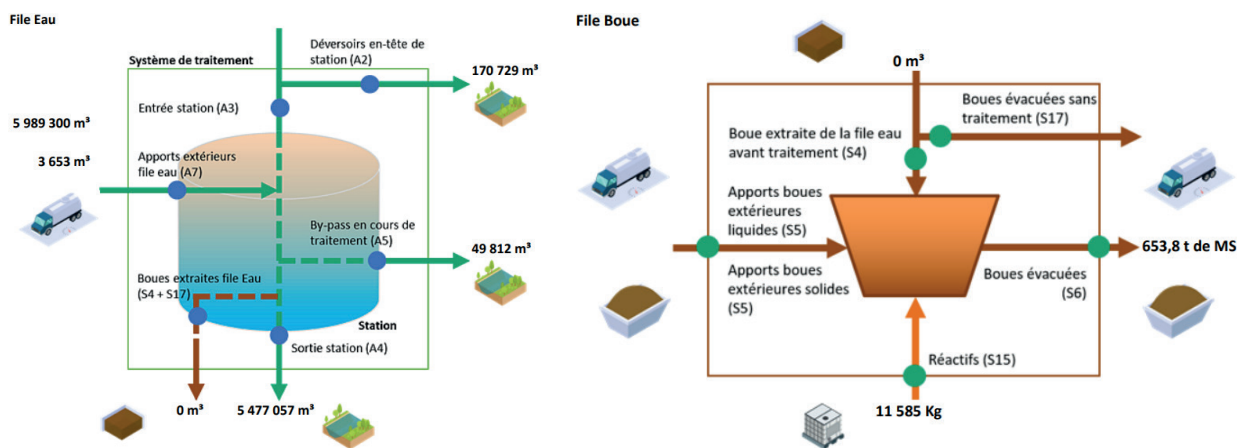 File Eau
Déversoirs en-tête de
station (A2)
Système de traitement
170 729 m³
Entrée station (A3)
5 989 300 m³
3 653 m³
Apports extérieurs
file eau (A7)
By-pass en cours de
traitement (A5)
49 812 m³
Boues extraites file Eau
(S4 + S17)
Station
Sortie station (A4)
0 m³
5 477 057 m³
File Boue
0 m³
Boues évacuées sans
traitement (S17)
Boue extraite de la file eau
avant traitement (S4)
Apports boues
extérieures
liquides (S5)
653,8 t de MS
Apports boues
extérieures solides
(S5)
Boues évacuées
(S6)
Réactifs (S15)
11 585 Kg